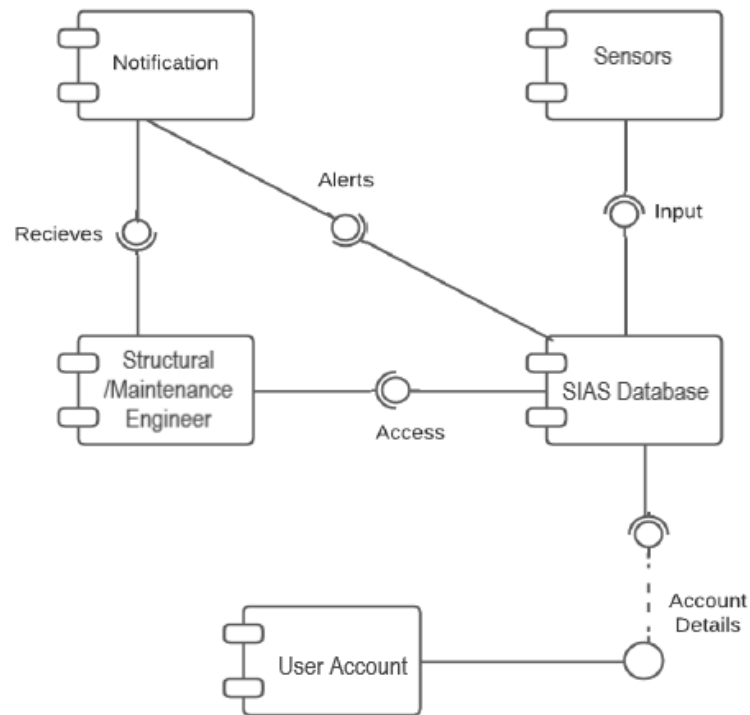 Notification
Sensors
Alerts
Recieves
Input
Structural
/Maintenance
Engineer
SIAS Database
Access
Account
Details
User Account